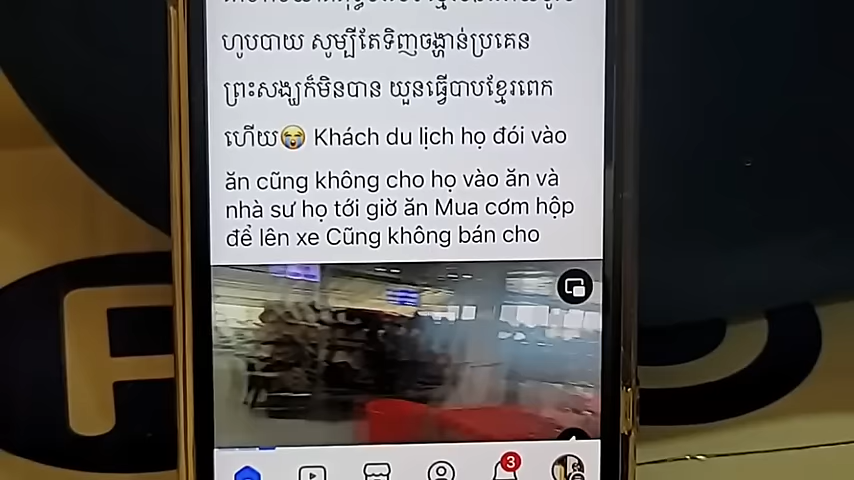 ហូបបាយ សូម្បីតែទិញចង្ហាន់ប្រគេន
ព្រះសង្ឃក៏មិនបាន យួនធ្វើបាបខ្មែរពេក
ហើយ😭 Khách du lịch họ đói vào
ăn cũng không cho họ vào ăn và
nhà sư họ tới giờ ăn Mua cơm hộp
để lên xe Cũng không bán cho
3